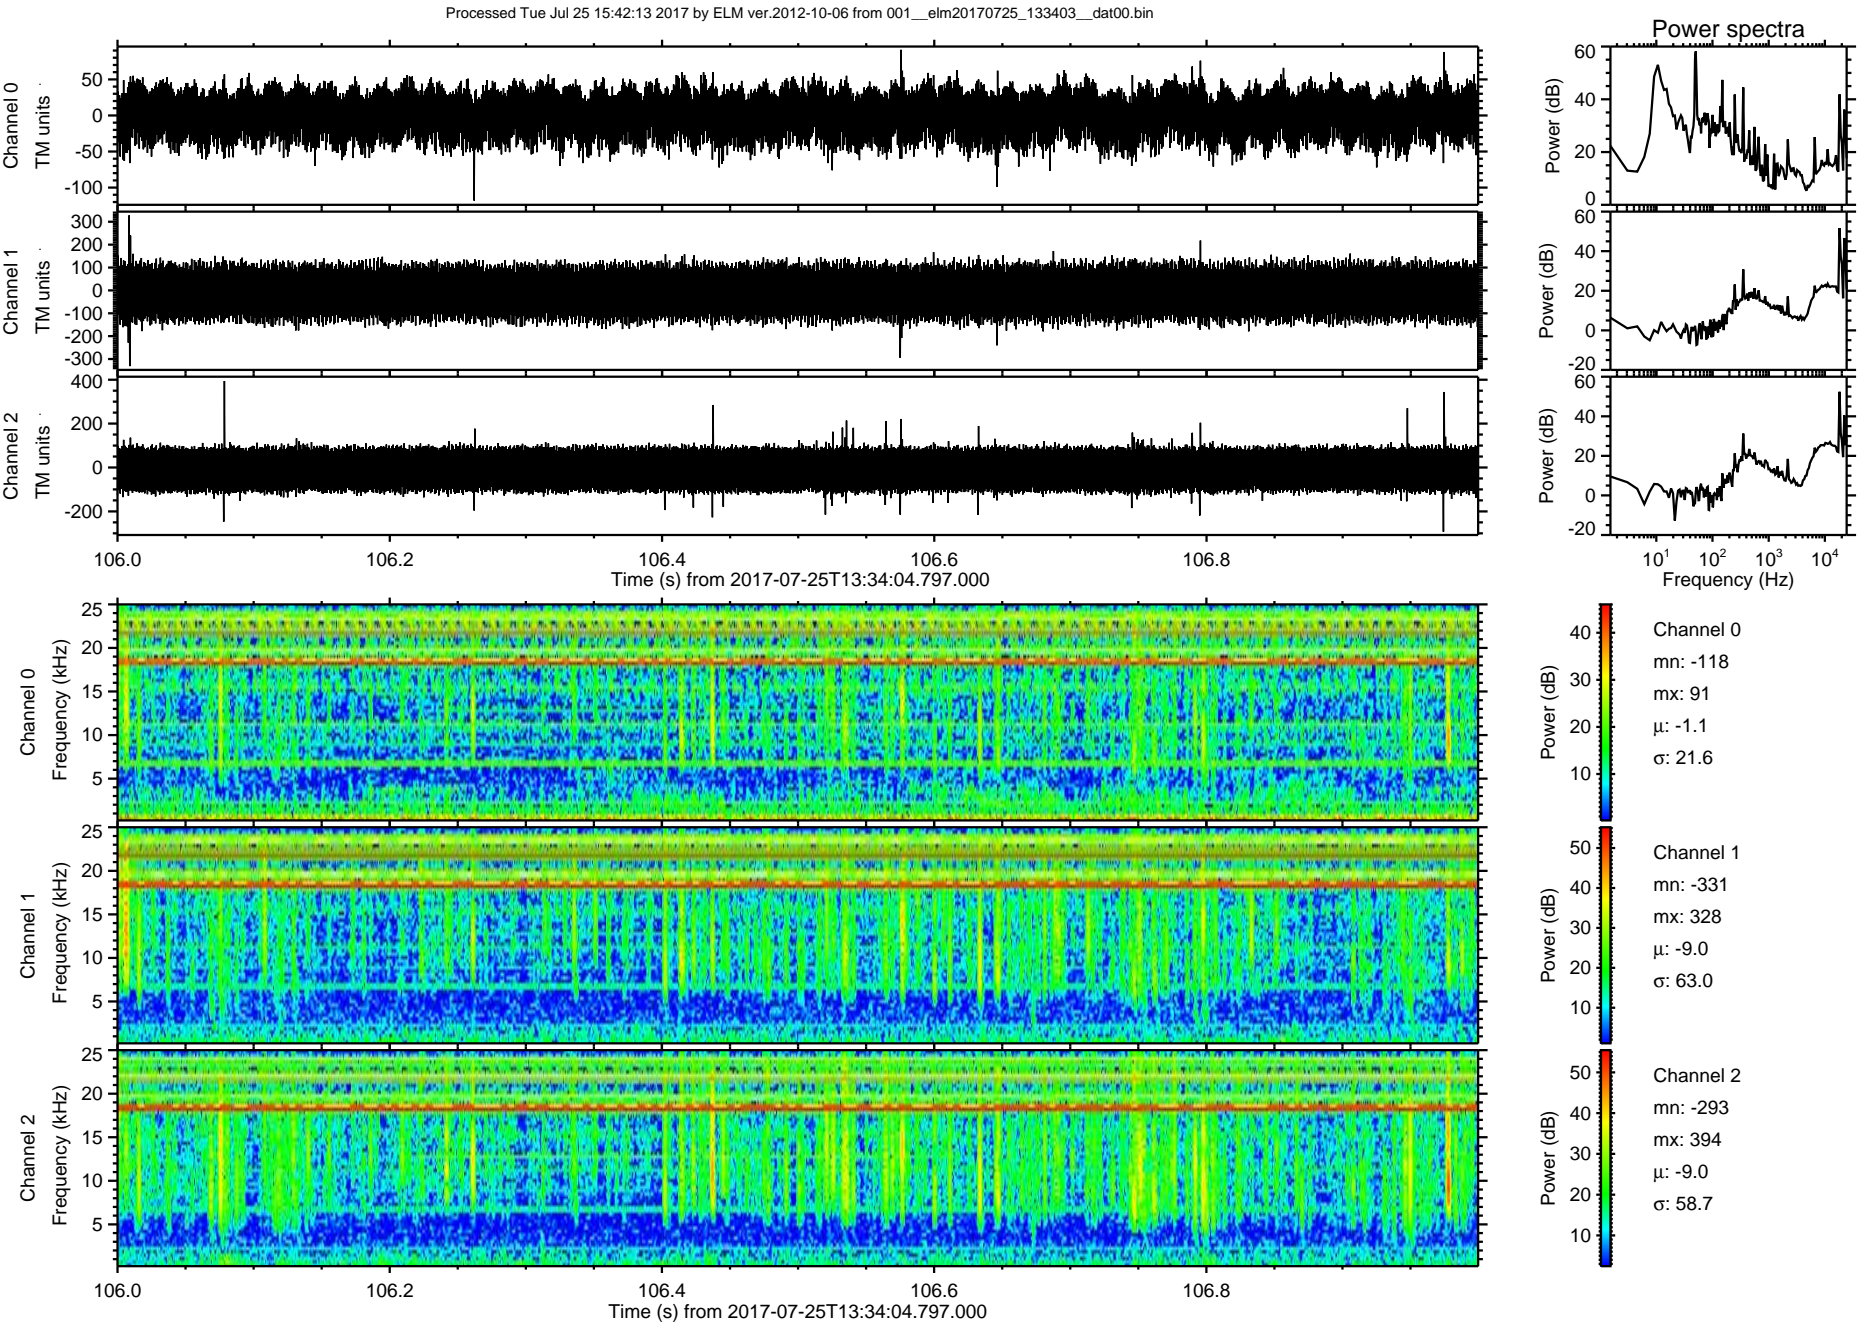 Processed Tue Jul 25 15:42:13 2017 by ELM ver.2012-10-06 from 001__elm20170725_133403__dat00.bin
Power spectra
Channel 0
TM units
50
0
-50
-100
Power (dB)
60
40
20
0
Channel 1
TM units
300
200
100
0
-100
-200
-300
Power (dB)
60
40
20
0
-20
Channel 2
TM units
400
200
0
-200
Power (dB)
60
40
20
0
-20
106.0 106.2 106.4 106.6 106.8
Time (s) from 2017-07-25T13:34:04.797.000
10^1 10^2 10^3 10^4
Frequency (Hz)
Channel 0
Frequency (kHz)
25
20
15
10
5
Power (dB)
40
30
20
10
Channel 0
mn: -118
mx: 91
µ: -1.1
σ: 21.6
Channel 1
Frequency (kHz)
25
20
15
10
5
Power (dB)
50
40
30
20
10
Channel 1
mn: -331
mx: 328
µ: -9.0
σ: 63.0
Channel 2
Frequency (kHz)
25
20
15
10
5
Power (dB)
50
40
30
20
10
Channel 2
mn: -293
mx: 394
µ: -9.0
σ: 58.7
106.0 106.2 106.4 106.6 106.8
Time (s) from 2017-07-25T13:34:04.797.000